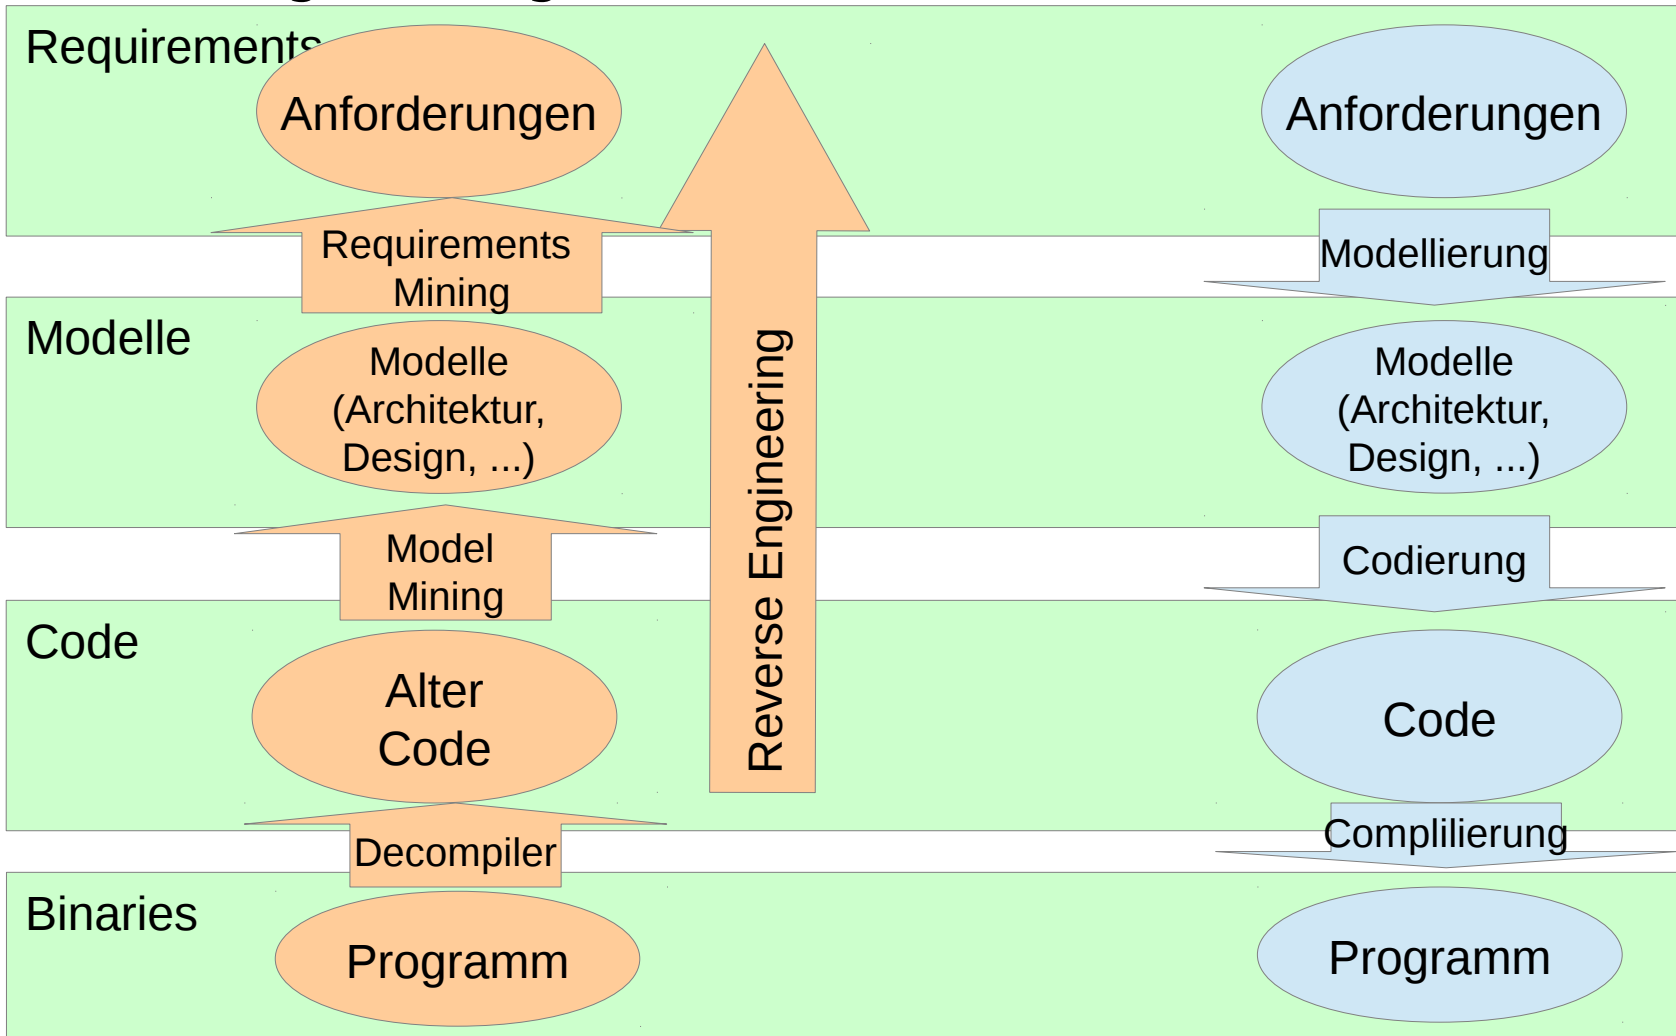 Requirements
Anforderungen
Anforderungen
Requirements
Mining
Modellierung
Modelle
Modelle
(Architektur,
Design, ...)
Modelle
(Architektur,
Design, ...)
Reverse Engineering
Model
Mining
Codierung
Code
Alter
Code
Code
Decompiler
Complilierung
Binaries
Programm
Programm